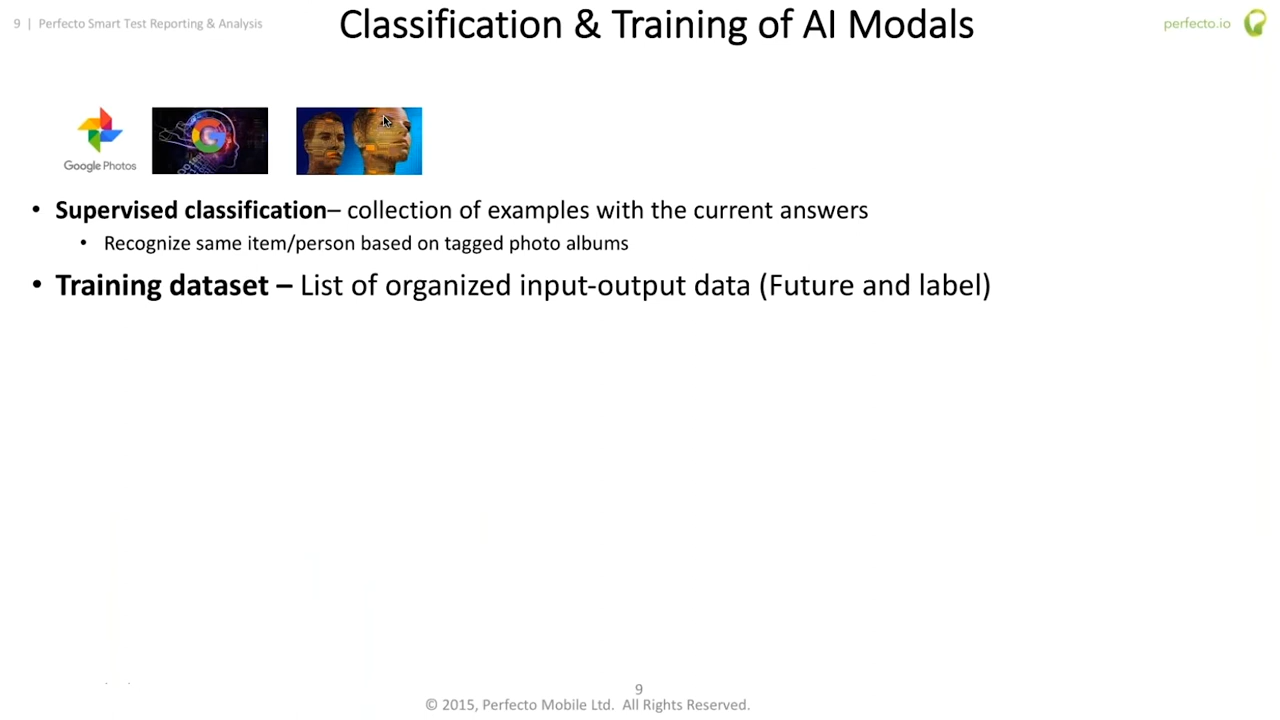 9 | Perfecto Smart Test Reporting & Analysis
Classification & Training of AI Modals
perfecto.io
Google Photos
G
• Supervised classification– collection of examples with the current answers
• Recognize same item/person based on tagged photo albums
• Training dataset – List of organized input-output data (Future and label)
9
© 2015, Perfecto Mobile Ltd. All Rights Reserved.